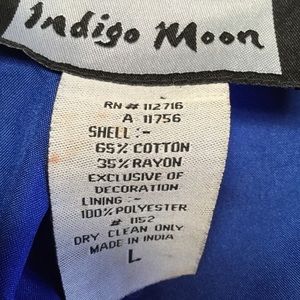 Indigo Moon
RN# 112716
A 11756
SHELL:-
65% COTTON
35% RAYON
EXCLUSIVE OF
DECORATION
LINING:-
100% POLYESTER
# 1152
DRY CLEAN ONLY
MADE IN INDIA
L